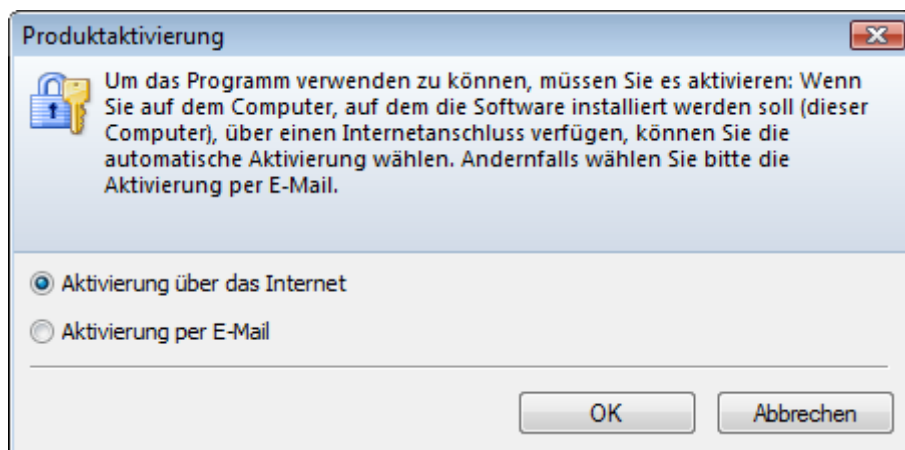 Produktaktivierung
Um das Programm verwenden zu können, müssen Sie es aktivieren: Wenn
Sie auf dem Computer, auf dem die Software installiert werden soll (dieser
Computer), über einen Internetanschluss verfügen, können Sie die
automatische Aktivierung wählen. Andernfalls wählen Sie bitte die
Aktivierung per E-Mail.
Aktivierung über das Internet
Aktivierung per E-Mail
OK
Abbrechen